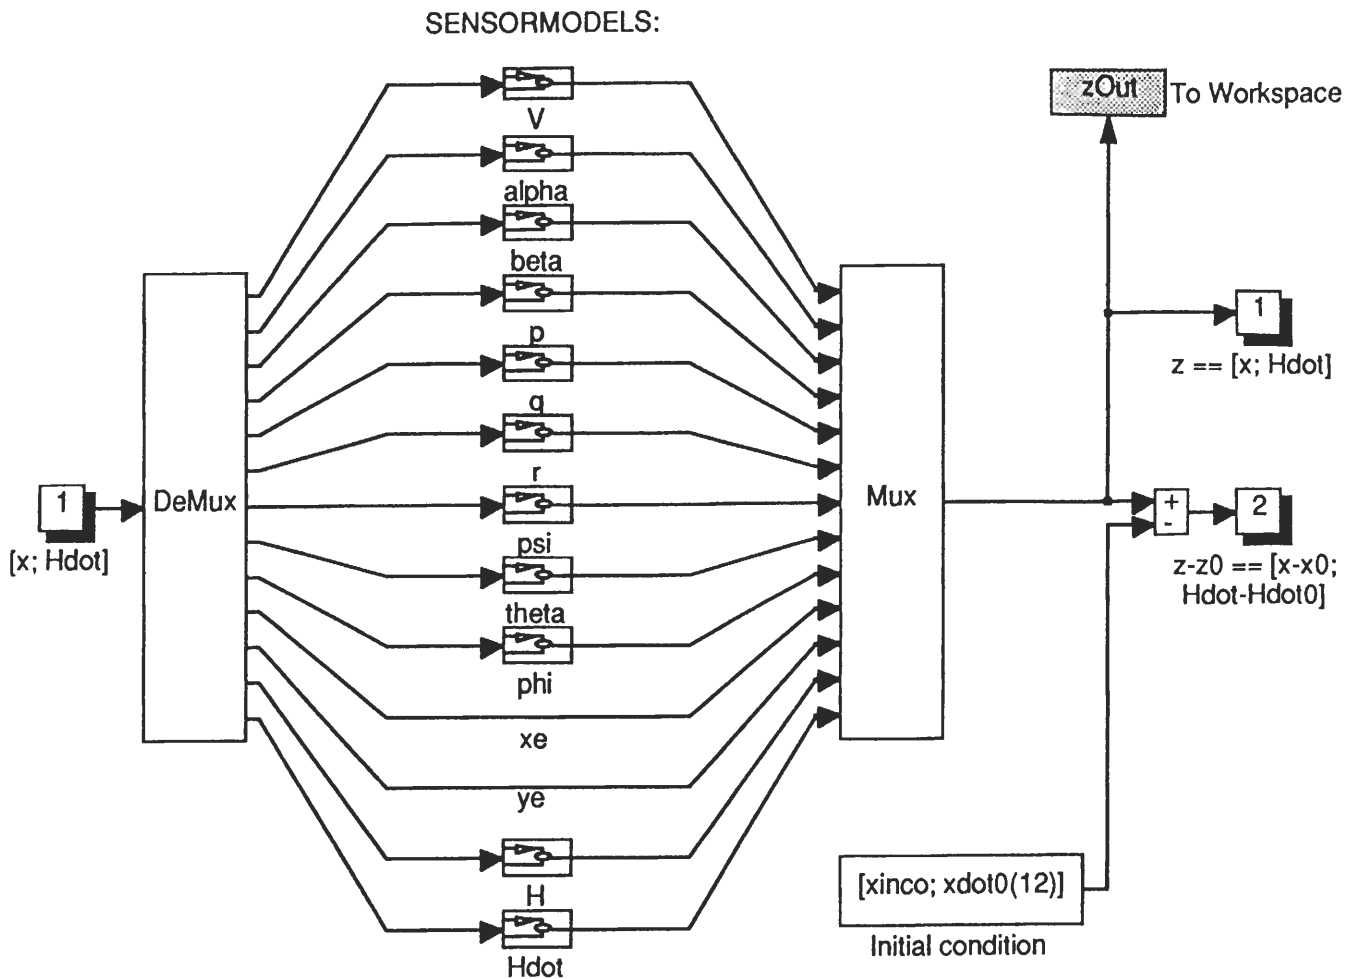 SENSORMODELS:
V
alpha
beta
p
q
r
psi
theta
phi
xe
ye
H
Hdot
1
[x; Hdot]
DeMux
Mux
zOut
To Workspace
1
z == [x; Hdot]
+
-
2
z-z0 == [x-x0;
Hdot-Hdot0]
[xinco; xdot0(12)]
Initial condition